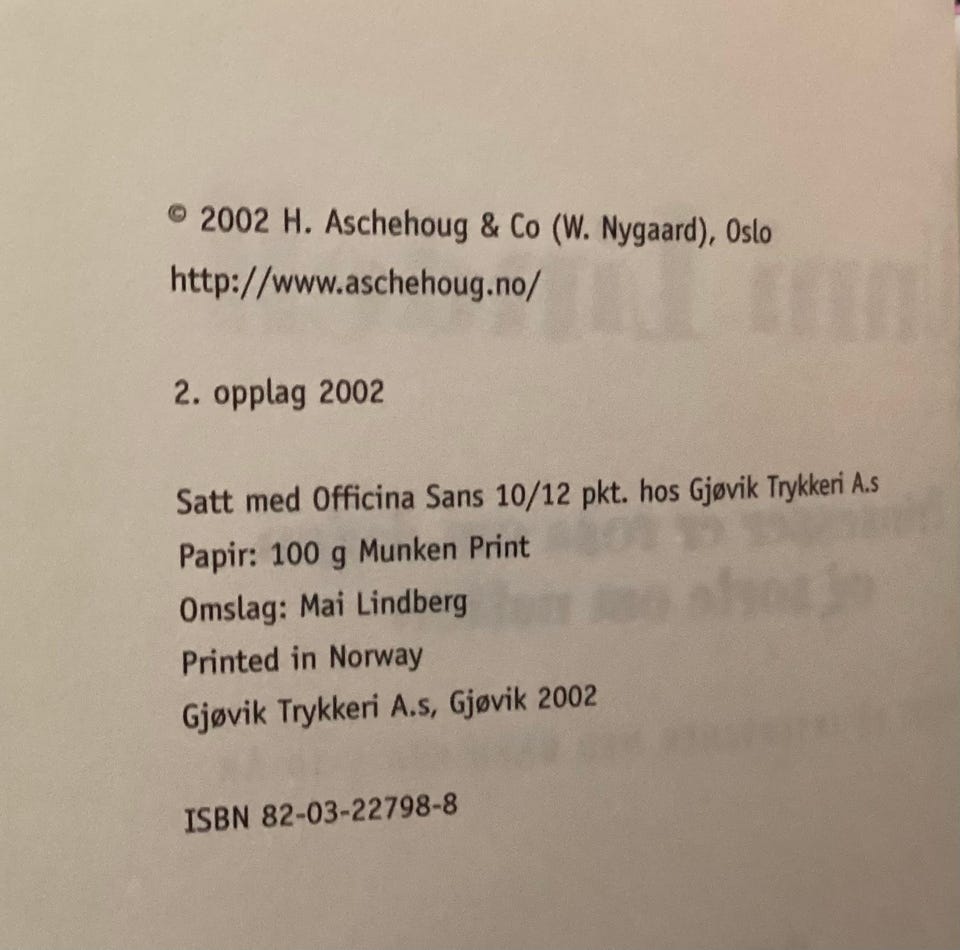 © 2002 H. Aschehoug & Co (W. Nygaard), Oslo
http://www.aschehoug.no/
2. opplag 2002
Satt med Officina Sans 10/12 pkt. hos Gjøvik Trykkeri A.s
Papir: 100 g Munken Print
Omslag: Mai Lindberg
Printed in Norway
Gjøvik Trykkeri A.s, Gjøvik 2002
ISBN 82-03-22798-8